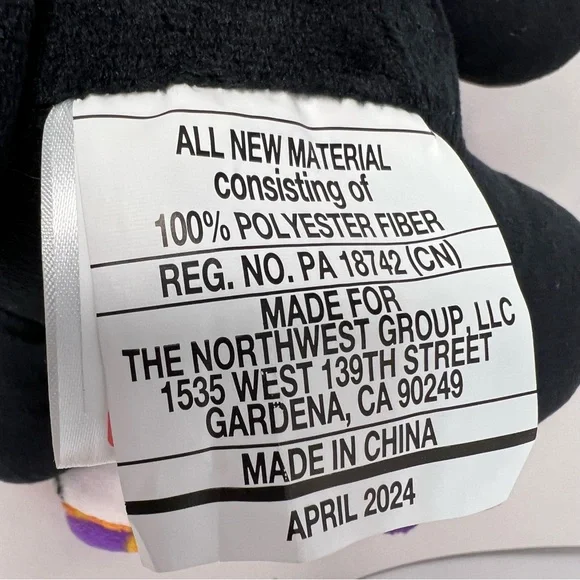 ALL NEW MATERIAL
consisting of
100% POLYESTER FIBER
REG. NO. PA 18742 (CN)
MADE FOR
THE NORTHWEST GROUP, LLC
1535 WEST 139TH STREET
GARDENA, CA 90249
MADE IN CHINA
APRIL 2024